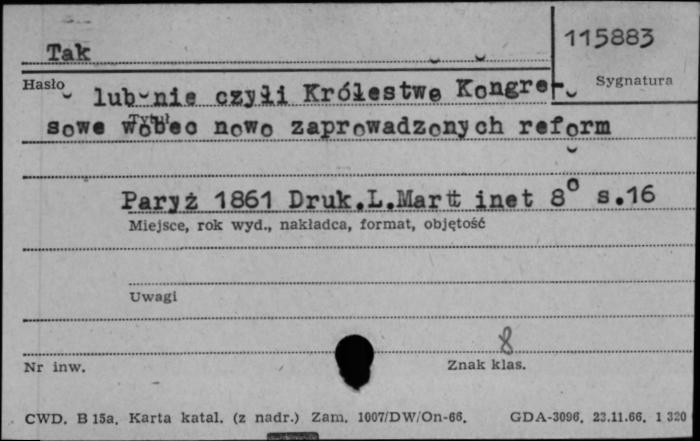 Tak
115883
Hasło
Sygnatura
lub nie czyli Królestwo Kongre-
Tytuł
sowe wobec nowo zaprowadzonych reform
Paryż 1861 Druk.L.Martt inet 8° s.16
Miejsce, rok wyd., nakładca, format, objętość
Uwagi
8
Nr inw.
Znak klas.
CWD. B 15a. Karta katal. (z nadr.) Zam. 1007/DW/On-66. GDA-3096. 23.11.66. 1 320